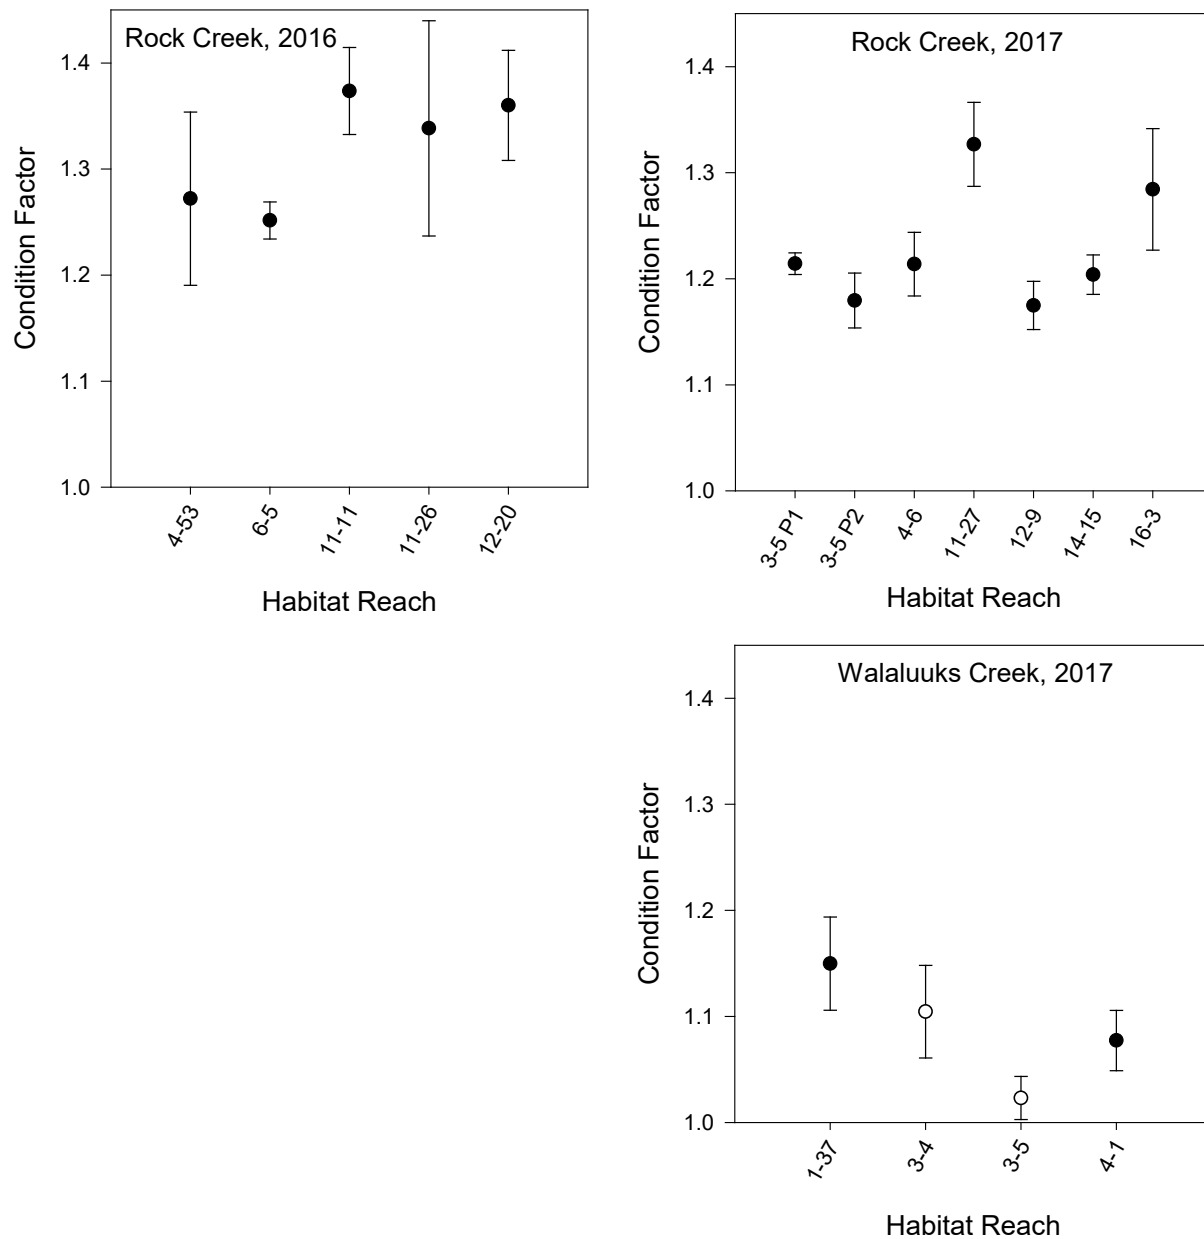 Rock Creek, 2016
Condition Factor
1.4
1.3
1.2
1.1
1.0
4-53
6-5
11-11
11-26
12-20
Habitat Reach
Rock Creek, 2017
Condition Factor
1.4
1.3
1.2
1.1
1.0
3-5 P1
3-5 P2
4-6
11-27
12-9
14-15
16-3
Habitat Reach
Walaluuks Creek, 2017
Condition Factor
1.4
1.3
1.2
1.1
1.0
1-37
3-4
3-5
4-1
Habitat Reach